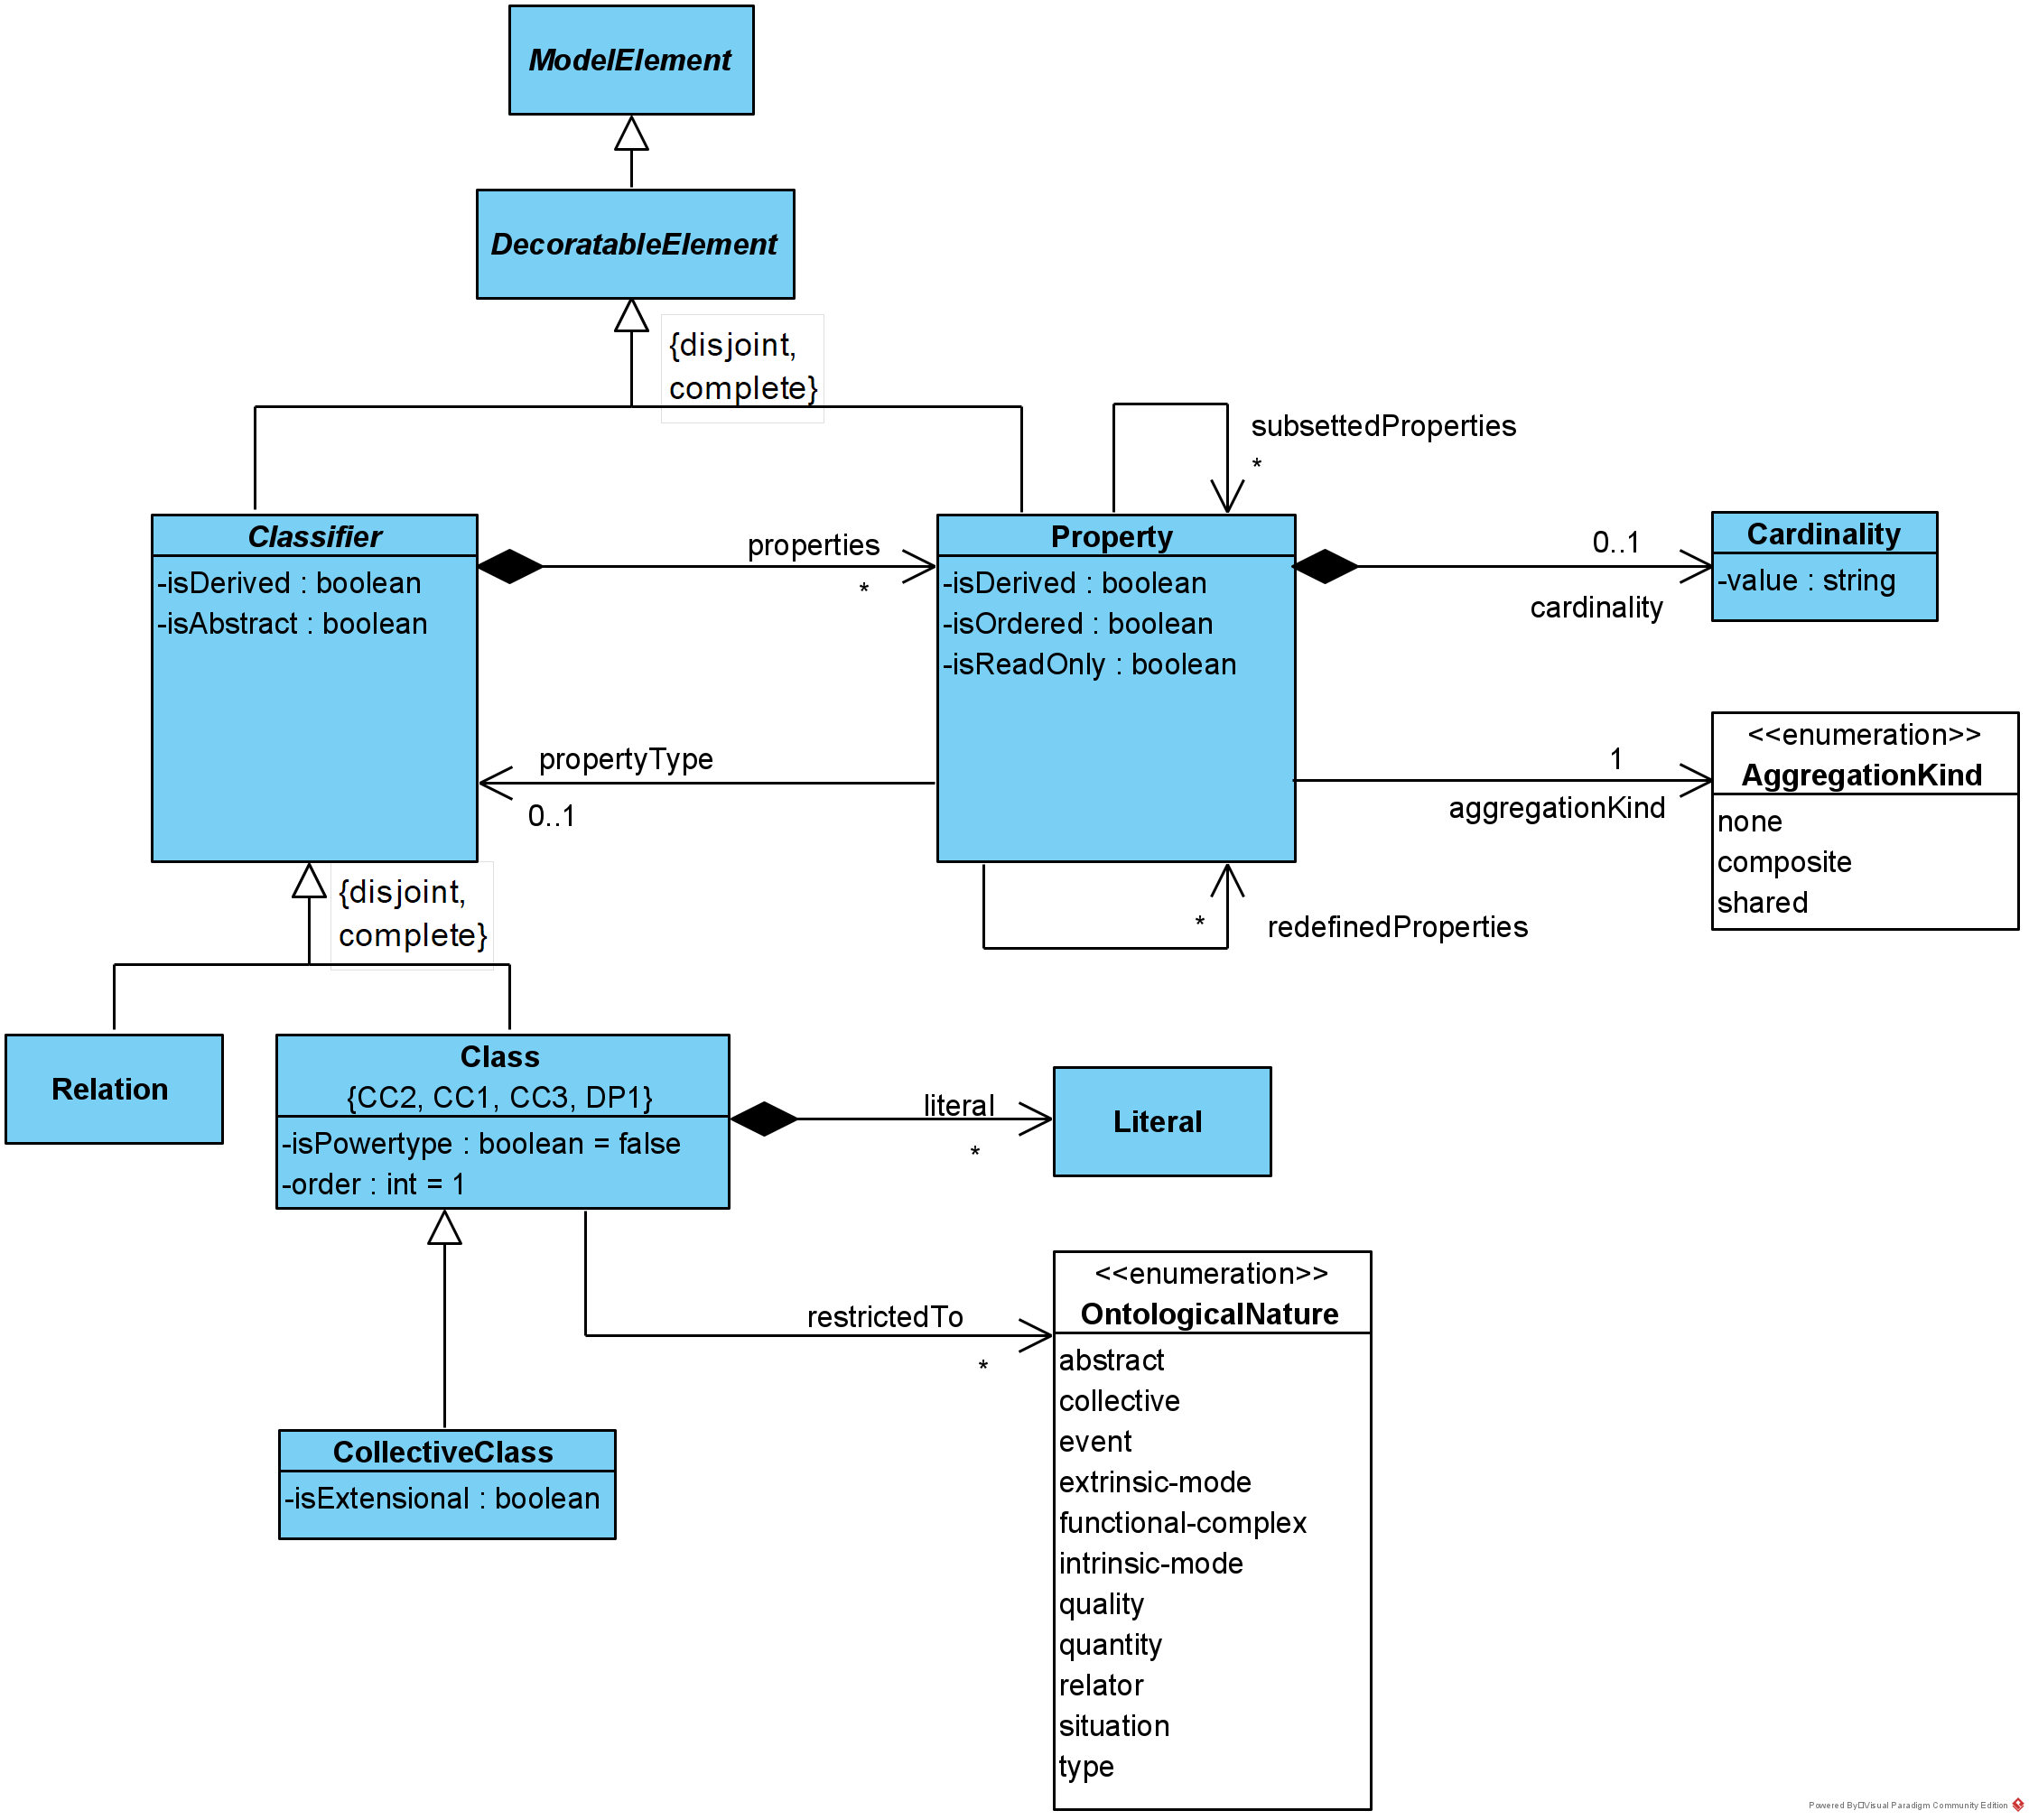 ModelElement
DecoratableElement
{disjoint,
complete}
subsettedProperties
*
Classifier
-isDerived : boolean
-isAbstract : boolean
properties
*
Property
-isDerived : boolean
-isOrdered : boolean
-isReadOnly : boolean
0..1
cardinality
Cardinality
-value : string
propertyType
0..1
1
aggregationKind
<<enumeration>>
AggregationKind
none
composite
shared
{disjoint,
complete}
*
redefinedProperties
Relation
Class
{CC2, CC1, CC3, DP1}
-isPowertype : boolean = false
-order : int = 1
literal
*
Literal
restrictedTo
*
<<enumeration>>
OntologicalNature
abstract
collective
event
extrinsic-mode
functional-complex
intrinsic-mode
quality
quantity
relator
situation
type
CollectiveClass
-isExtensional : boolean
Powered By□Visual Paradigm Community Edition